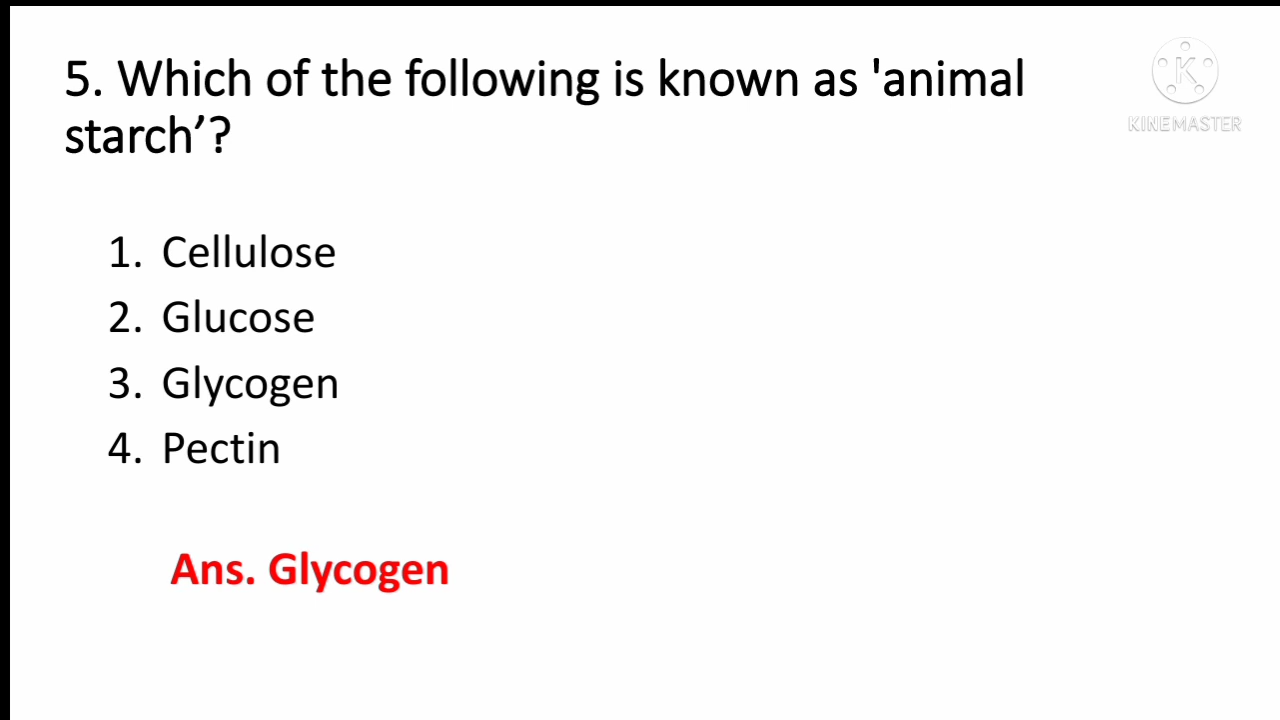 5. Which of the following is known as 'animal
starch’?
K
KINEMASTER
1. Cellulose
2. Glucose
3. Glycogen
4. Pectin
Ans. Glycogen